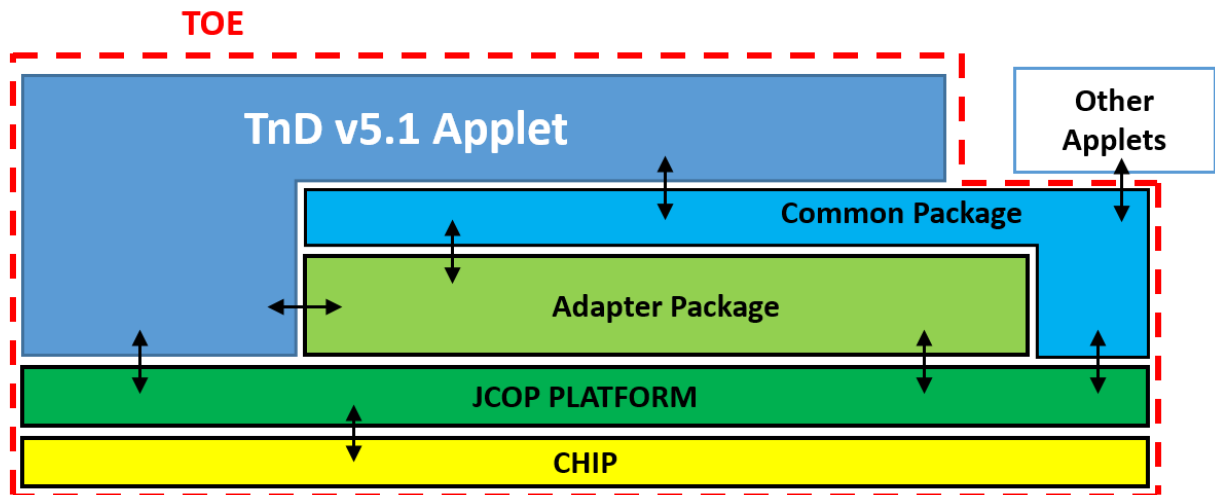 TOE
TnD v5.1 Applet
Other
Applets
Common Package
Adapter Package
JCOP PLATFORM
CHIP